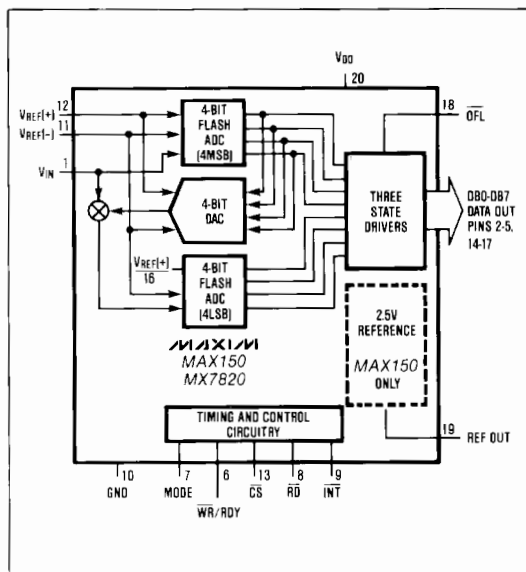 VDD
20
12
VREF(+)
11
VREF(-)
1
VIN
4-BIT
FLASH
ADC
(4MSB)
4-BIT
DAC
VREF(+)
16
4-BIT
FLASH
ADC
(4LSB)
THREE
STATE
DRIVERS
18
OFL
DB0-DB7
DATA OUT
PINS 2-5,
14-17
2.5V
REFERENCE
MAX150
ONLY
19
REF OUT
MAXIM
MAX150
MX7820
TIMING AND CONTROL
CIRCUITRY
10
GND
7
MODE
6
WR/RDY
13
CS
8
RD
9
INT